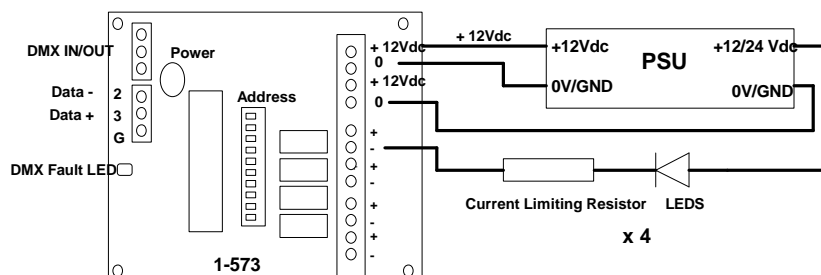 DMX IN/OUT
Power
Data - 2
Data + 3
G
DMX Fault LED
Address
1-573
+ 12Vdc
0
+ 12Vdc
0
+
-
+
-
+
-
+
-
+ 12Vdc
+12Vdc
+12/24 Vdc
PSU
0V/GND
0V/GND
Current Limiting Resistor
LEDS
x 4